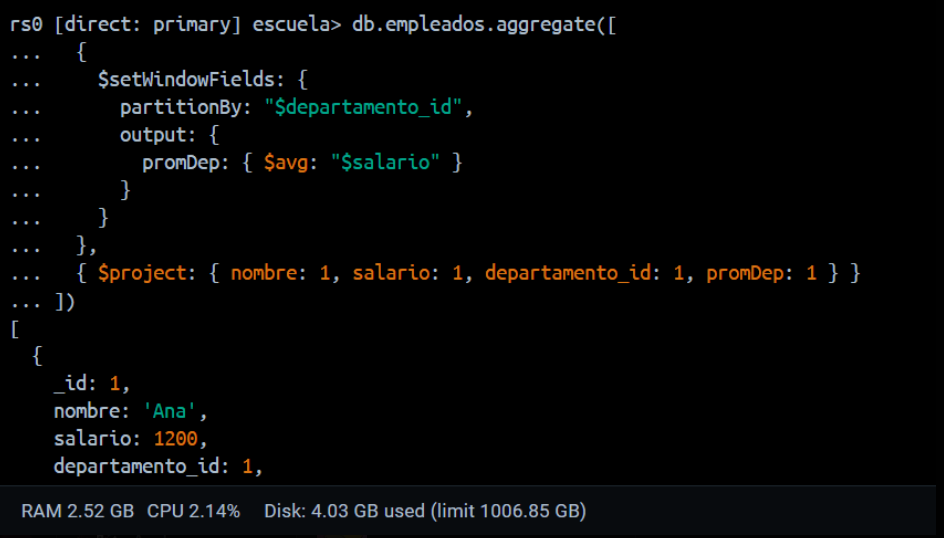 rs0 [direct: primary] escuela> db.empleados.aggregate([
...   {
...     $setWindowFields: {
...       partitionBy: "$departamento_id",
...       output: {
...         promDep: { $avg: "$salario" }
...       }
...     }
...   },
...   { $project: { nombre: 1, salario: 1, departamento_id: 1, promDep: 1 } }
... ])
[
  {
    _id: 1,
    nombre: 'Ana',
    salario: 1200,
    departamento_id: 1,
RAM 2.52 GB CPU 2.14% Disk: 4.03 GB used (limit 1006.85 GB)